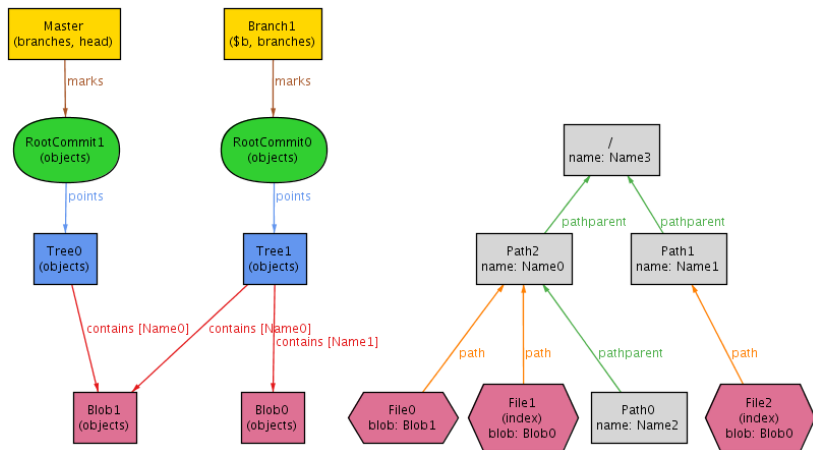 Master
(branches, head)
Branch1
($b, branches)
marks
marks
RootCommit1
(objects)
RootCommit0
(objects)
/
name: Name3
points
points
pathparent
pathparent
Tree0
(objects)
Tree1
(objects)
Path2
name: Name0
Path1
name: Name1
contains [Name0]
contains [Name0]
contains [Name1]
path
path
pathparent
path
Blob1
(objects)
Blob0
(objects)
File0
blob: Blob1
File1
(index)
blob: Blob0
Path0
name: Name2
File2
(index)
blob: Blob0